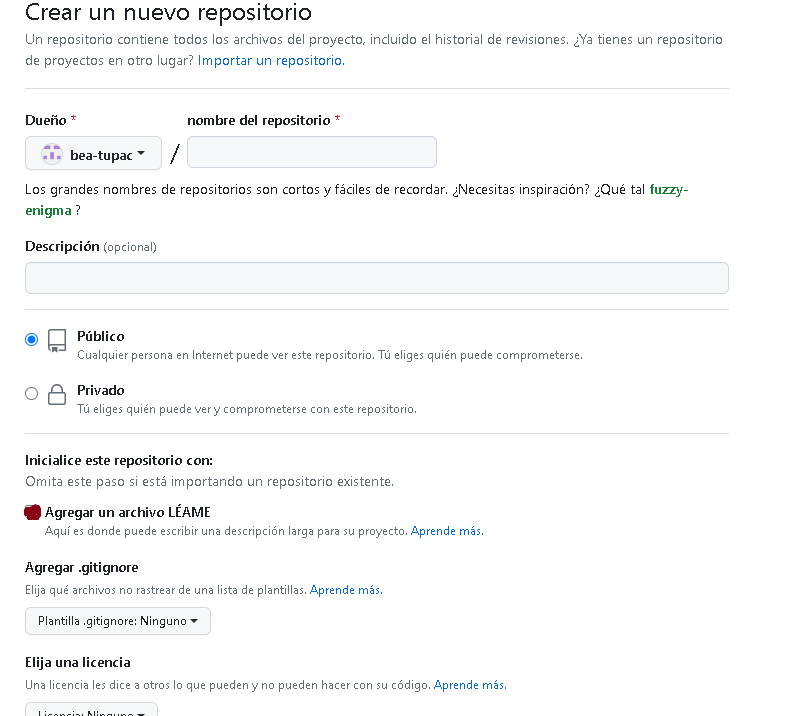 Crear un nuevo repositorio
Un repositorio contiene todos los archivos del proyecto, incluido el historial de revisiones. ¿Ya tienes un repositorio
de proyectos en otro lugar? Importar un repositorio.
Dueño * nombre del repositorio *
bea-tupac /
Los grandes nombres de repositorios son cortos y fáciles de recordar. ¿Necesitas inspiración? ¿Qué tal fuzzy-
enigma ?
Descripción (opcional)
Público
Cualquier persona en Internet puede ver este repositorio. Tú eliges quién puede comprometerse.
Privado
Tú eliges quién puede ver y comprometerse con este repositorio.
Inicialice este repositorio con:
Omita este paso si está importando un repositorio existente.
Agregar un archivo LÉAME
Aquí es donde puede escribir una descripción larga para su proyecto. Aprende más.
Agregar .gitignore
Elija qué archivos no rastrear de una lista de plantillas. Aprende más.
Plantilla .gitignore: Ninguno
Elija una licencia
Una licencia les dice a otros lo que pueden y no pueden hacer con su código. Aprende más.
Licencia: Ninguno